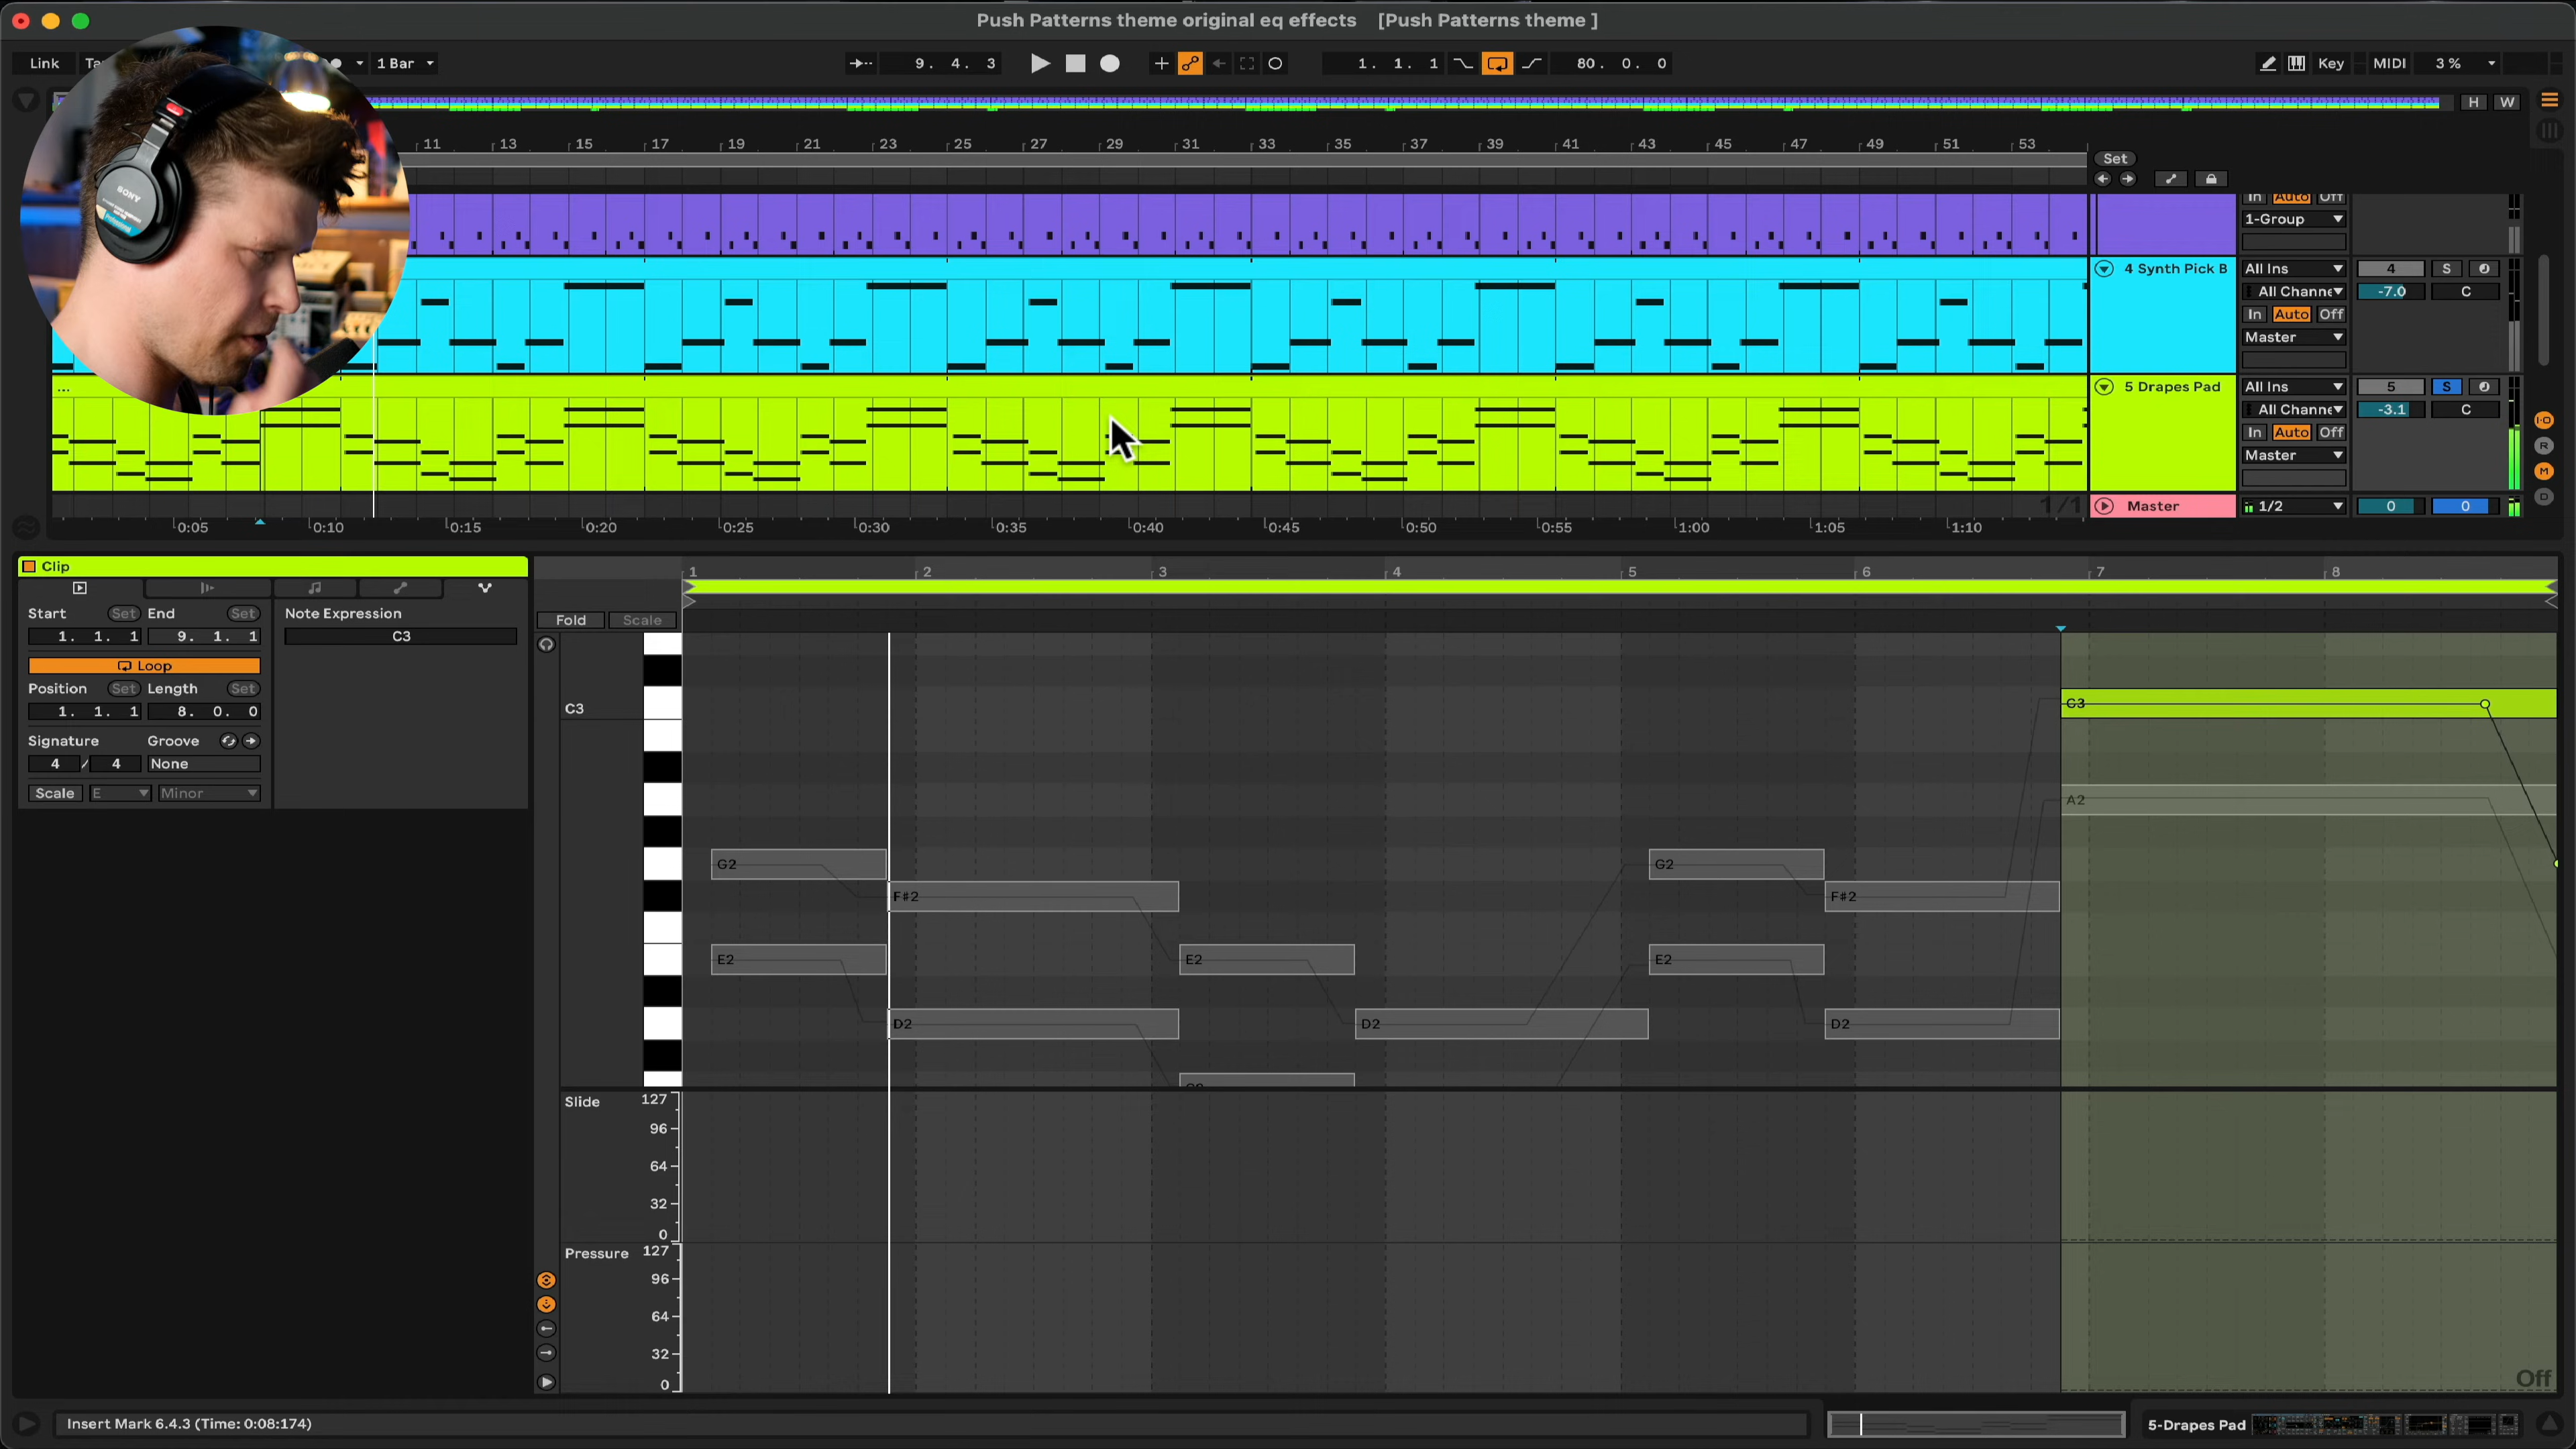 Push Patterns theme original eq effects [Push Patterns theme ]
Link Ta 1 Bar 9. 4. 3 1. 1. 1 80. 0. 0 Key MIDI 3 %
H W
11 13 15 17 19 21 23 25 27 29 31 33 35 37 39 41 43 45 47 49 51 53
Set
SONY
In Auto Off
1-Group
4 Synth Pick B All Ins 4 S
All Channe -7.0 C
In Auto Off
Master
... 5 Drapes Pad All Ins 5 S
All Channe -3.1 C
In Auto Off
Master
I·O
R
M
D
1/1 Master 1/2 0 0
0:05 0:10 0:15 0:20 0:25 0:30 0:35 0:40 0:45 0:50 0:55 1:00 1:05 1:10
Clip
1 2 3 4 5 6 7 8
Start Set End Set Note Expression
1. 1. 1 9. 1. 1 C3
Fold Scale
Loop
Position Set Length Set
1. 1. 1 8. 0. 0
Signature Groove
4 / 4 None
Scale E Minor
C3 C3
A2
G2 G2
F#2 F#2
E2 E2 E2
D2 D2 D2
Slide 127
96
64
32
0
Pressure 127
96
64
32
0
Off
Insert Mark 6.4.3 (Time: 0:08:174) 5-Drapes Pad